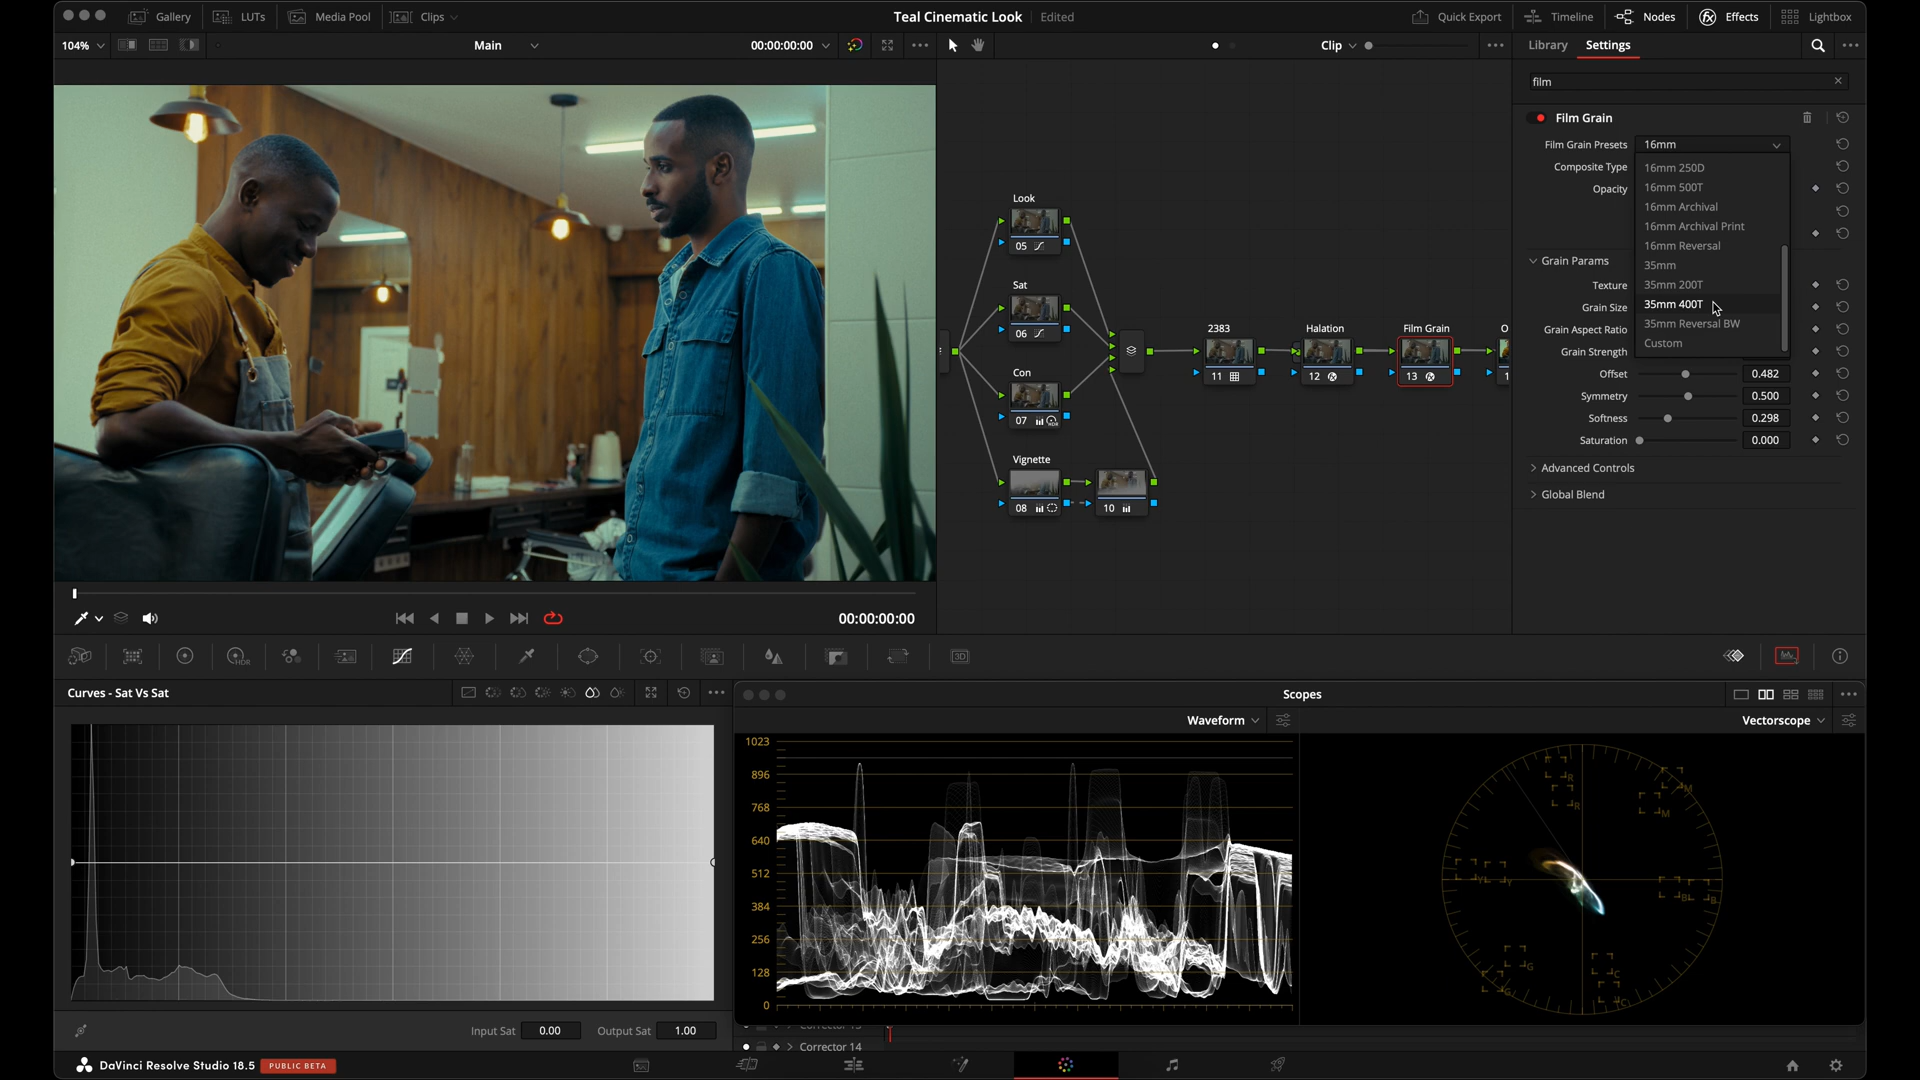 Gallery
LUTs
Media Pool
Clips
Teal Cinematic Look
Edited
Quick Export
Timeline
Nodes
Effects
Lightbox
104%
Main
00:00:00:00
Clip
Library
Settings
film
Film Grain
Film Grain Presets
16mm
Composite Type
Opacity
16mm 250D
16mm 500T
16mm Archival
16mm Archival Print
16mm Reversal
35mm
35mm 200T
35mm 400T
35mm Reversal BW
Custom
Grain Params
Texture
Grain Size
Grain Aspect Ratio
Grain Strength
Offset
0.482
Symmetry
0.500
Softness
0.298
Saturation
0.000
Advanced Controls
Global Blend
Look
05
Sat
06
Con
07
HDR
Vignette
08
10
2383
11
Halation
12
Film Grain
13
O
1
00:00:00:00
HDR
3D
Curves - Sat Vs Sat
Input Sat
0.00
Output Sat
1.00
Scopes
Waveform
Vectorscope
1023
896
768
640
512
384
256
128
0
R
R
M
M
Y
Y
B
B
G
G
C
C
Corrector 13
Corrector 14
DaVinci Resolve Studio 18.5
PUBLIC BETA